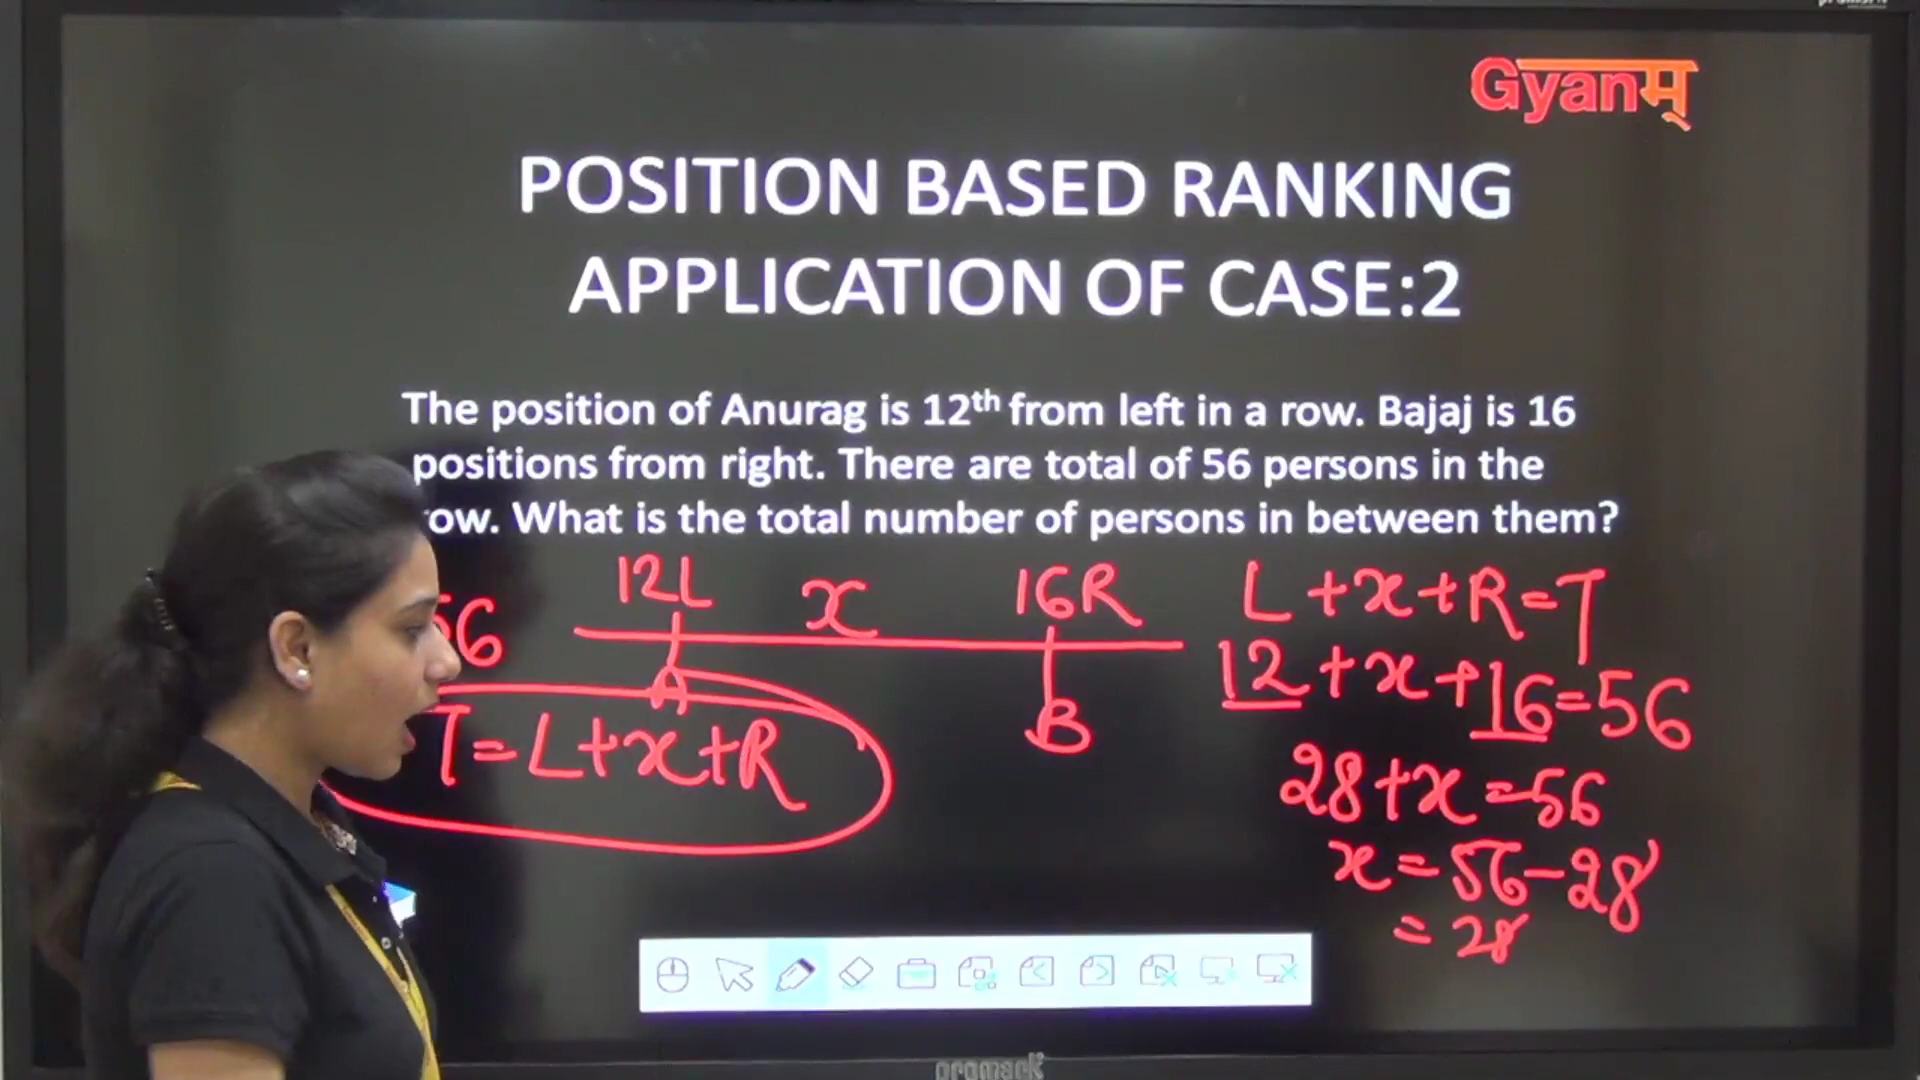 Gyanम्
POSITION BASED RANKING
APPLICATION OF CASE:2
The position of Anurag is 12th from left in a row. Bajaj is 16
positions from right. There are total of 56 persons in the
row. What is the total number of persons in between them?
56
12L x 16R
A B
T=L+x+R
L+x+R=T
12+x+16=56
28+x=56
x=56-28
=28
promark